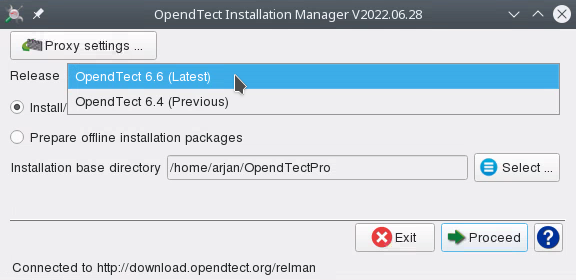 OpendTect Installation Manager V2022.06.28
Proxy settings ...
Release
OpendTect 6.6 (Latest)
OpendTect 6.4 (Previous)
Install/
Prepare offline installation packages
Installation base directory /home/arjan/OpendTectPro Select ...
Exit Proceed ?
Connected to http://download.opendtect.org/relman